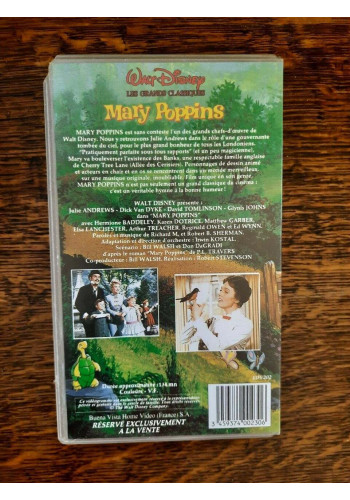 Walt Disney
LES GRANDS CLASSIQUES
Mary Poppins
MARY POPPINS est sans conteste l'un des grands chefs-d'œuvre de
Walt Disney. Nous y retrouvons Julie Andrews dans le rôle d'une gouvernante
tombée du ciel, pour le plus grand bonheur de tous les Londoniens.
"Pratiquement parfaite sous tous rapports" et un peu magicienne,
Mary va bouleverser l'existence des Banks, une respectable famille anglaise
de Cherry Tree Lane (Allée des Cerisiers). Personnages de dessin animé
et acteurs en chair et en os se rencontrent dans un monde merveilleux,
sur une musique originale, inoubliable. Film unique en son genre,
MARY POPPINS n'est pas seulement un grand classique du cinéma :
c'est un véritable hymne à la bonne humeur !
WALT DISNEY présente :
Julie ANDREWS - Dick Van DYKE - David TOMLINSON - Glynis JOHNS
dans "MARY POPPINS"
avec Hermione BADDELEY, Karen DOTRICE, Matthew GARBER,
Elsa LANCHESTER, Arthur TREACHER, Reginald OWEN et Ed WYNN.
Paroles et musique de Richard M. et Robert B. SHERMAN.
Adaptation et direction d'orchestre : Irwin KOSTAL.
Scénario : Bill WALSH et Don DaGRADI
d'après le roman "Mary Poppins" de P.L. TRAVERS.
Co-producteur : Bill WALSH. Réalisation : Robert STEVENSON.
Durée approximative :
Couleurs - V.F.
© The Walt Disney Company
Buena Vista Home Video (France) S.A.
RÉSERVÉ EXCLUSIVEMENT
A LA VENTE
3 459374 002306